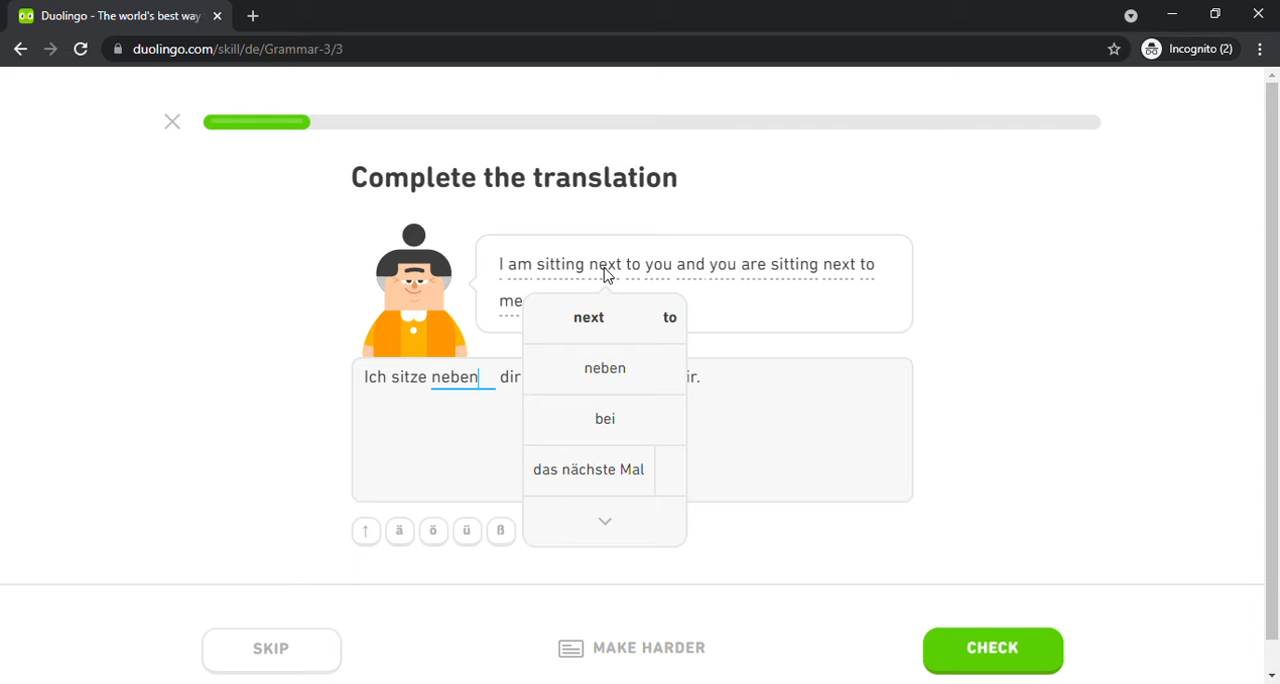 Duolingo - The world's best way
duolingo.com/skill/de/Grammar-3/3
Incognito (2)
Complete the translation
I am sitting next to you and you are sitting next to
me
next to
neben
bei
das nächste Mal
Ich sitze neben dir ir.
↑ ä ö ü ß
SKIP
MAKE HARDER
CHECK